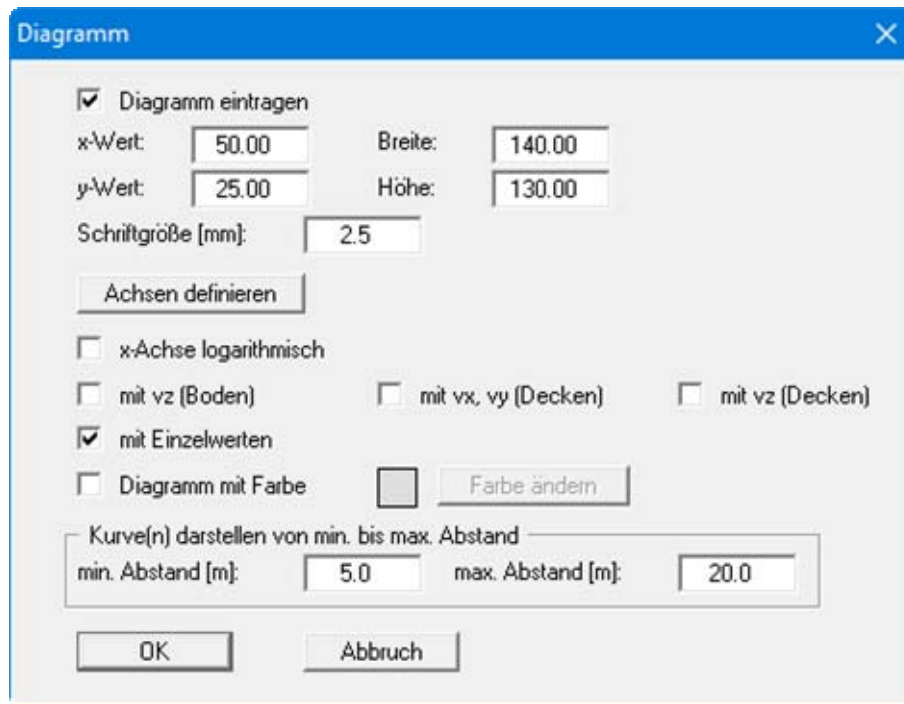 Diagramm
Diagramm eintragen
x-Wert: 50.00 Breite: 140.00
y-Wert: 25.00 Höhe: 130.00
Schriftgröße [mm]: 2.5
Achsen definieren
x-Achse logarithmisch
mit vz (Boden) mit vx, vy (Decken) mit vz (Decken)
mit Einzelwerten
Diagramm mit Farbe Farbe ändern
Kurve(n) darstellen von min. bis max. Abstand
min. Abstand [m]: 5.0 max. Abstand [m]: 20.0
OK Abbruch